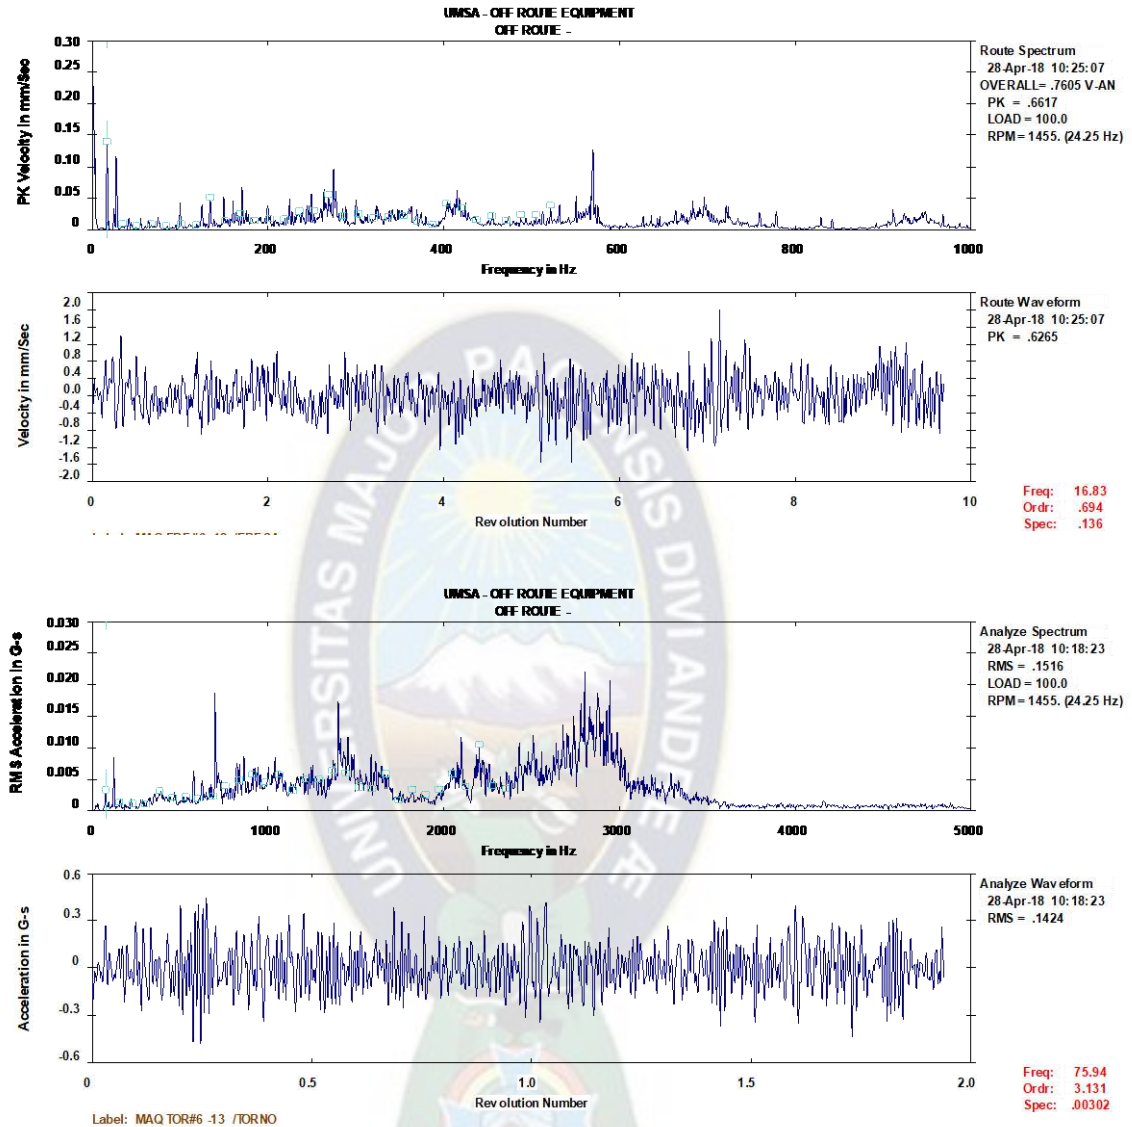 UMSA - OFF ROUTE EQUIPMENT
OFF ROUTE -
PK Velocity in mm/Sec
0.30
0.25
0.20
0.15
0.10
0.05
0
0 200 400 600 800 1000
Frequency in Hz
Route Spectrum
28-Apr-18 10:25:07
OVERALL= .7605 V-AN
PK = .6617
LOAD = 100.0
RPM = 1455. (24.25 Hz)
Velocity in mm/Sec
2.0
1.6
1.2
0.8
0.4
0.0
-0.4
-0.8
-1.2
-1.6
-2.0
0 2 4 6 8 10
Revolution Number
Route Waveform
28-Apr-18 10:25:07
PK = .6265
Freq: 16.83
Ordr: .694
Spec: .136
UMSA - OFF ROUTE EQUIPMENT
OFF ROUTE -
RMS Acceleration in G-s
0.030
0.025
0.020
0.015
0.010
0.005
0
0 1000 2000 3000 4000 5000
Frequency in Hz
Analyze Spectrum
28-Apr-18 10:18:23
RMS = .1516
LOAD = 100.0
RPM = 1455. (24.25 Hz)
Acceleration in G-s
0.6
0.3
0
-0.3
-0.6
0 0.5 1.0 1.5 2.0
Revolution Number
Analyze Waveform
28-Apr-18 10:18:23
RMS = .1424
Freq: 75.94
Ordr: 3.131
Spec: .00302
Label: MAQ TOR#6 -13 /TORNO
UNIVERSITAS MAJOR PACENSIS DIVI ANDREÆ